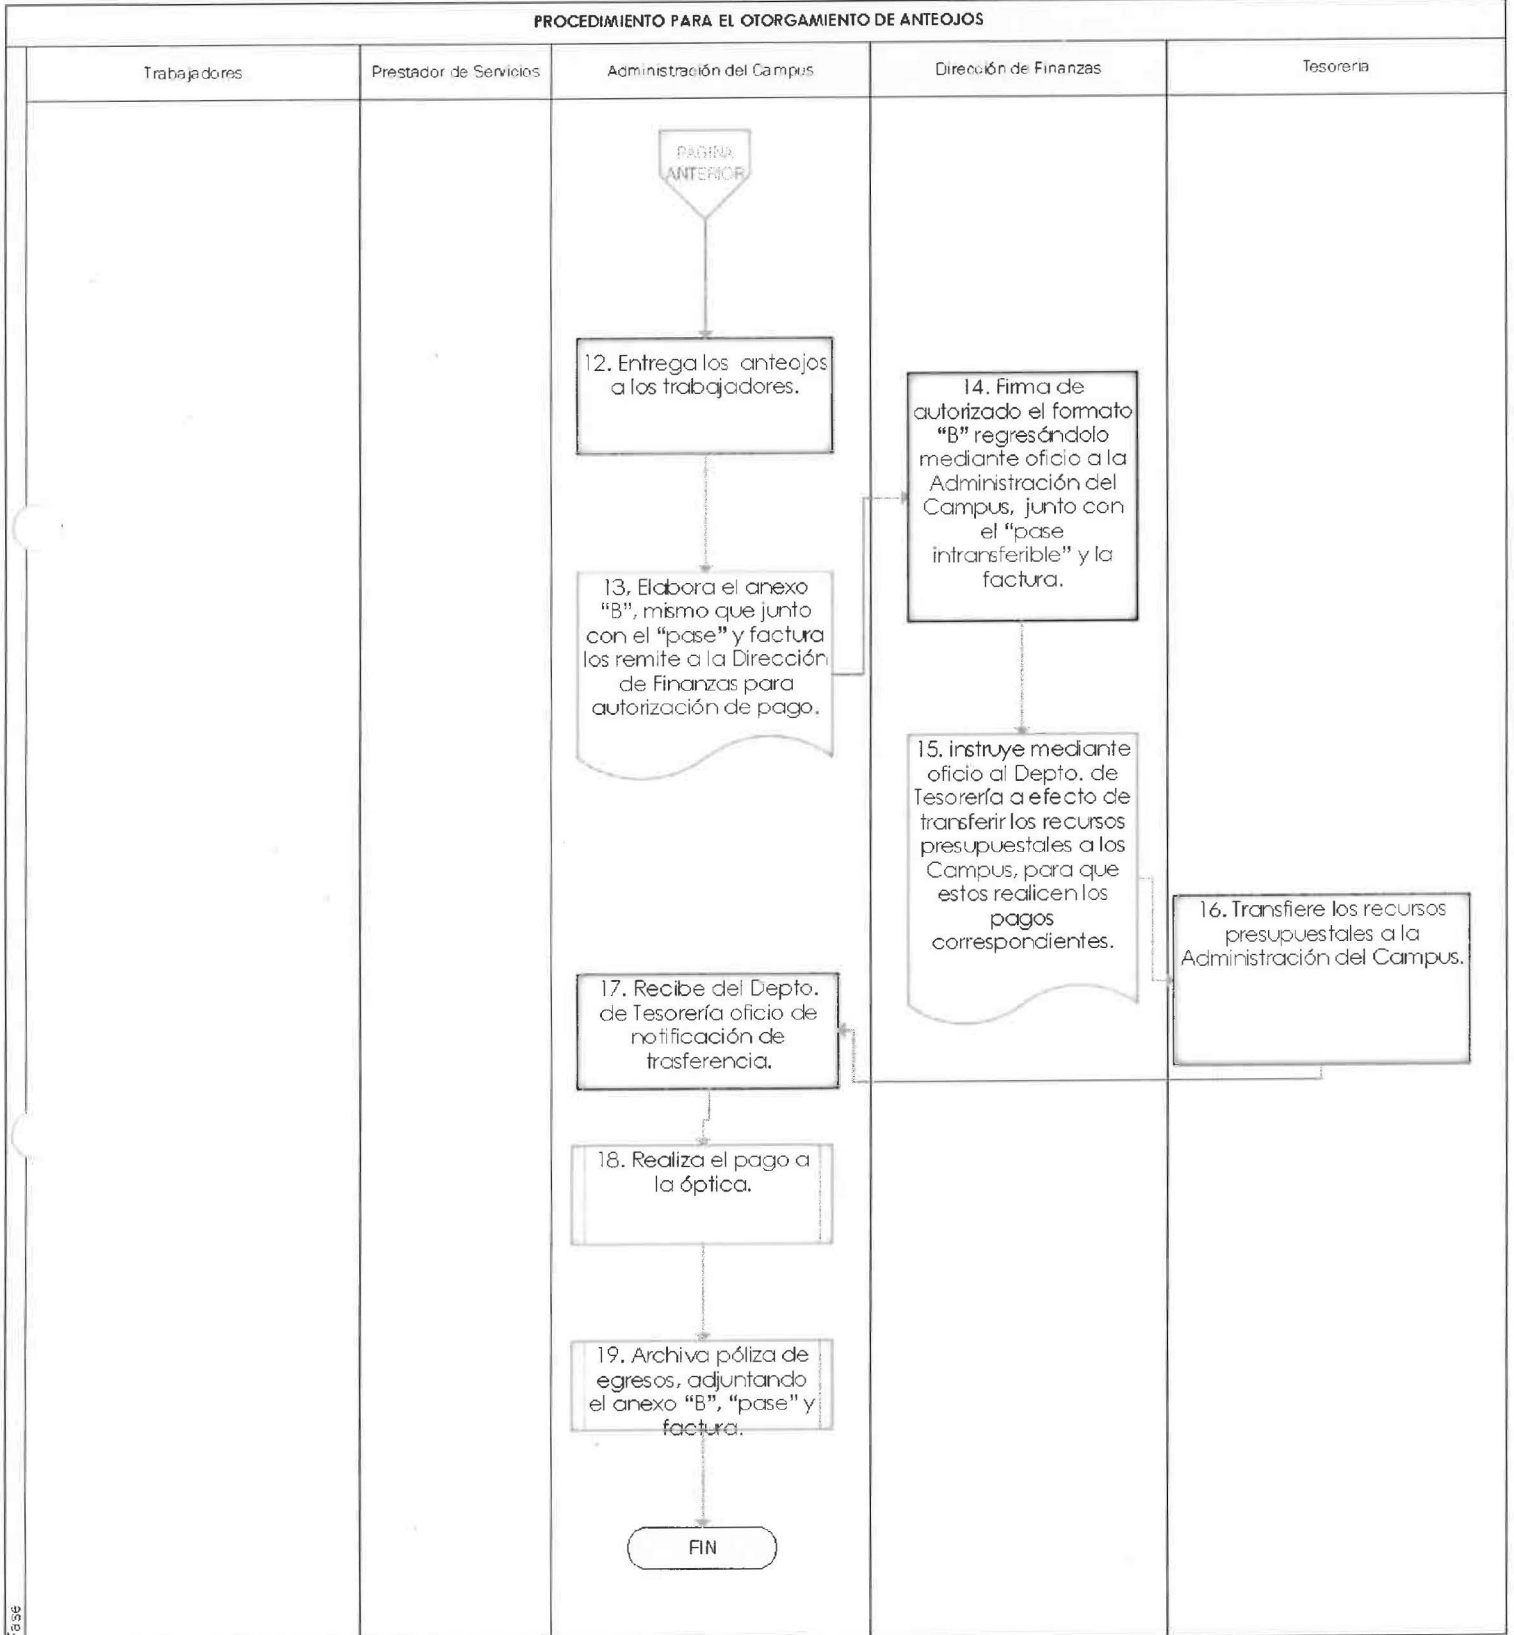 PROCEDIMIENTO PARA EL OTORGAMIENTO DE ANTEOJOS
Trabajadores
Prestador de Servicios
Administración del Campus
Dirección de Finanzas
Tesorería
PAGINA
ANTERIOR
12. Entrega los anteojos
a los trabajadores.
13. Elabora el anexo
“B”, mismo que junto
con el “pase” y factura
los remite a la Dirección
de Finanzas para
autorización de pago.
14. Firma de
autorizado el formato
“B” regresándolo
mediante oficio a la
Administración del
Campus, junto con
el “pase
intransferible” y la
factura.
15. instruye mediante
oficio al Depto. de
Tesorería a efecto de
transferir los recursos
presupuestales a los
Campus, para que
estos realicen los
pagos
correspondientes.
16. Transfiere los recursos
presupuestales a la
Administración del Campus.
17. Recibe del Depto.
de Tesorería oficio de
notificación de
trasferencia.
18. Realiza el pago a
la óptica.
19. Archiva póliza de
egresos, adjuntando
el anexo “B”, “pase” y
factura.
FIN
Fase